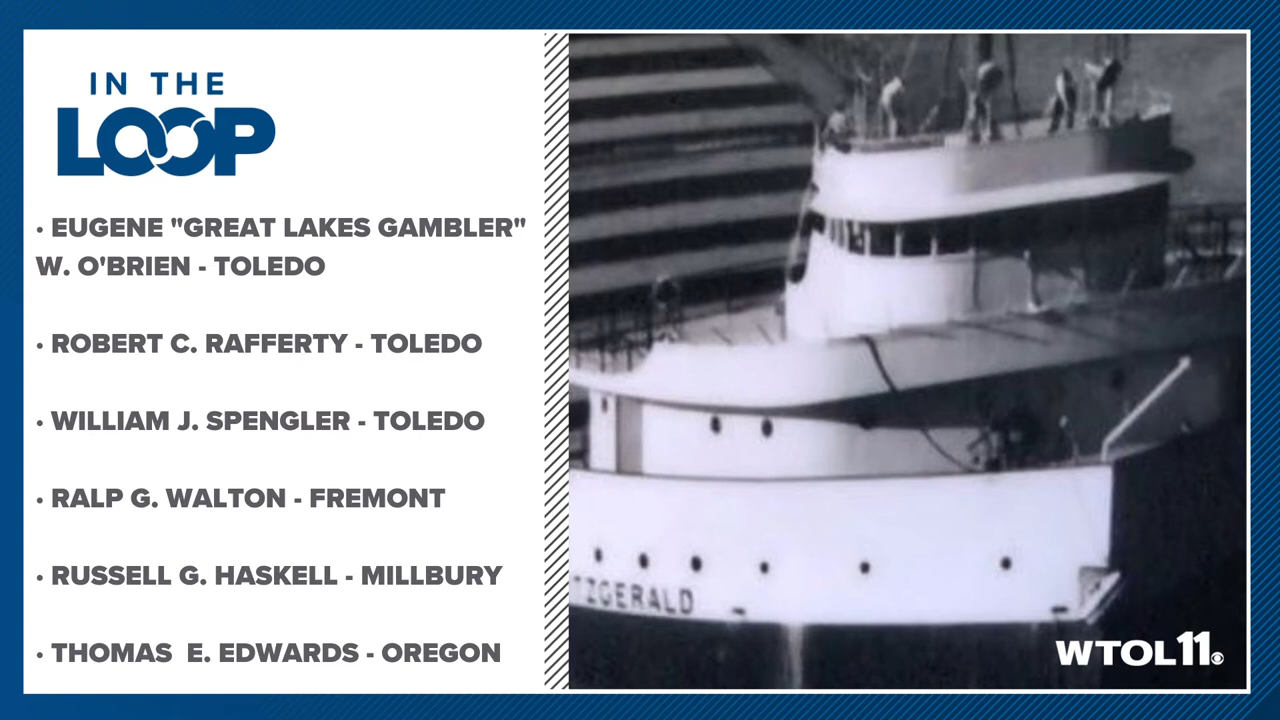 IN THE
LOOP
• EUGENE "GREAT LAKES GAMBLER"
W. O'BRIEN - TOLEDO
• ROBERT C. RAFFERTY - TOLEDO
• WILLIAM J. SPENGLER - TOLEDO
• RALP G. WALTON - FREMONT
• RUSSELL G. HASKELL - MILLBURY
• THOMAS  E. EDWARDS - OREGON
TZGERALD
WTOL11